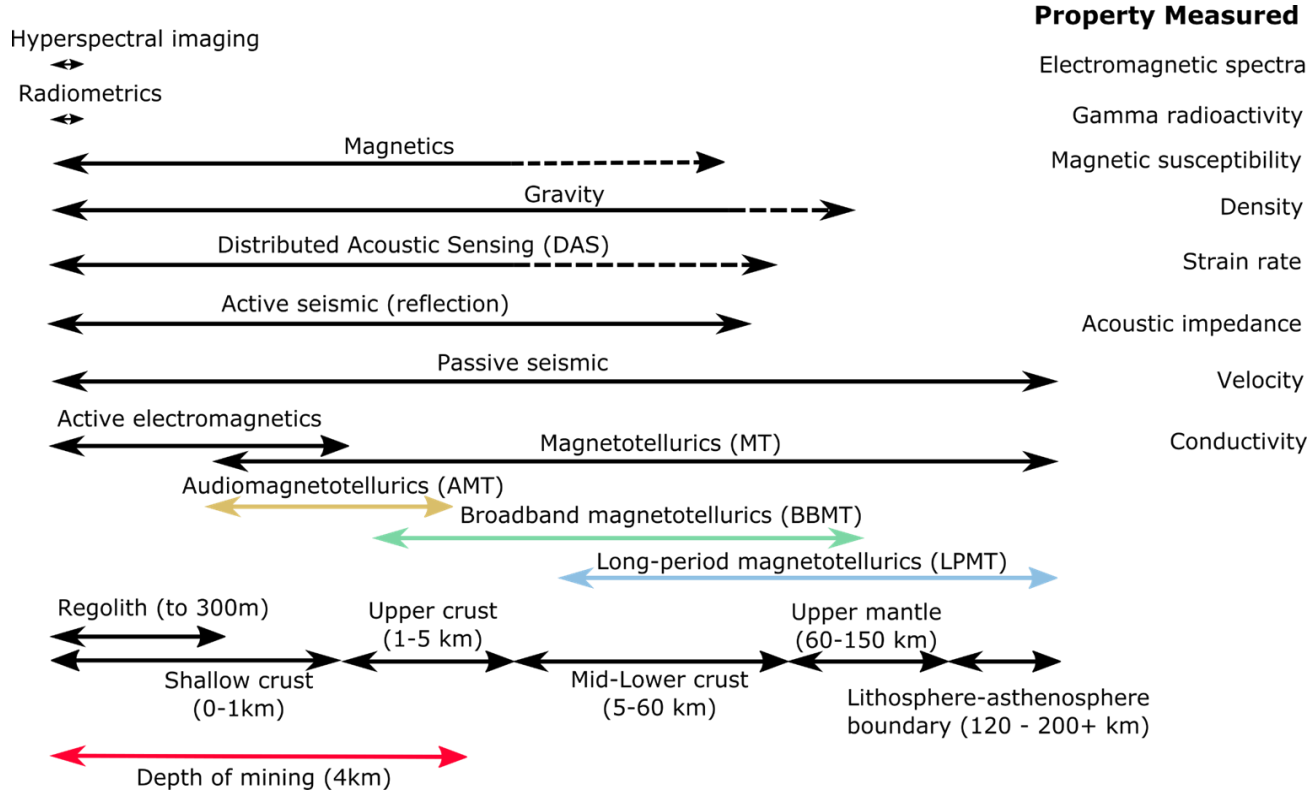 Property Measured
Hyperspectral imaging
Electromagnetic spectra
Radiometrics
Gamma radioactivity
Magnetics
Magnetic susceptibility
Gravity
Density
Distributed Acoustic Sensing (DAS)
Strain rate
Active seismic (reflection)
Acoustic impedance
Passive seismic
Velocity
Active electromagnetics
Magnetotellurics (MT)
Conductivity
Audiomagnetotellurics (AMT)
Broadband magnetotellurics (BBMT)
Long-period magnetotellurics (LPMT)
Regolith (to 300m)
Upper crust
(1-5 km)
Upper mantle
(60-150 km)
Shallow crust
(0-1km)
Mid-Lower crust
(5-60 km)
Lithosphere-asthenosphere
boundary (120 - 200+ km)
Depth of mining (4km)